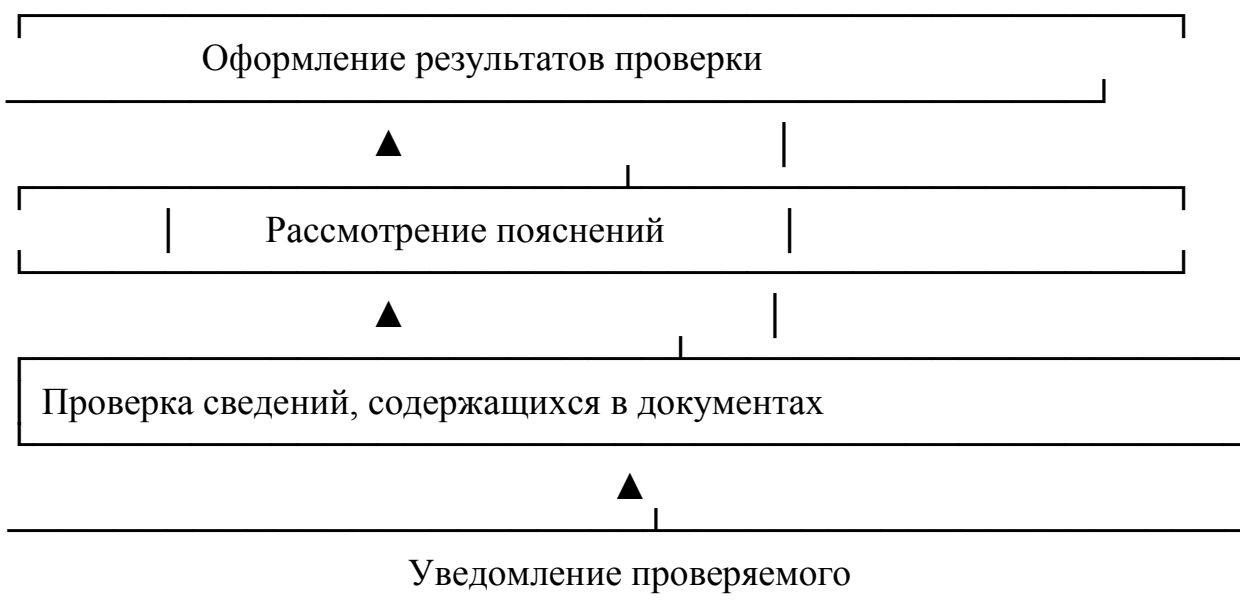 Оформление результатов проверки
Рассмотрение пояснений
Проверка сведений, содержащихся в документах
Уведомление проверяемого